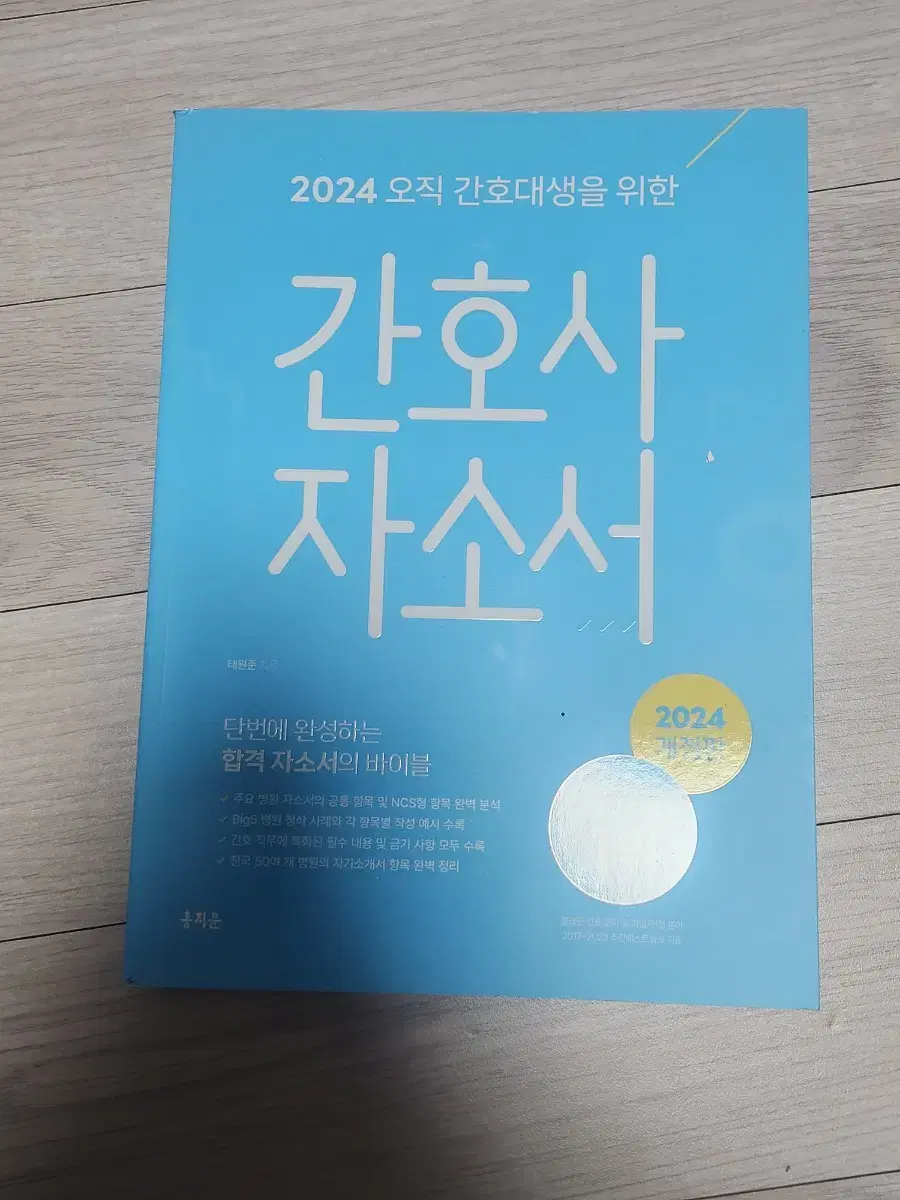 2024 오직 간호대생을 위한
간호사
자소서
태원준 지음
단번에 완성하는
합격 자소서의 바이블
✓ 주요 병원 자소서의 공통 항목 및 NCS형 항목 완벽 분석
✓ Big5 병원 첨삭 사례와 각 항목별 작성 예시 수록
✓ 간호 직무에 특화된 필수 내용 및 금기 사항 모두 수록
✓ 전국 50여 개 병원의 자기소개서 항목 완벽 정리
2024
개정판
홍지문
2017~2023